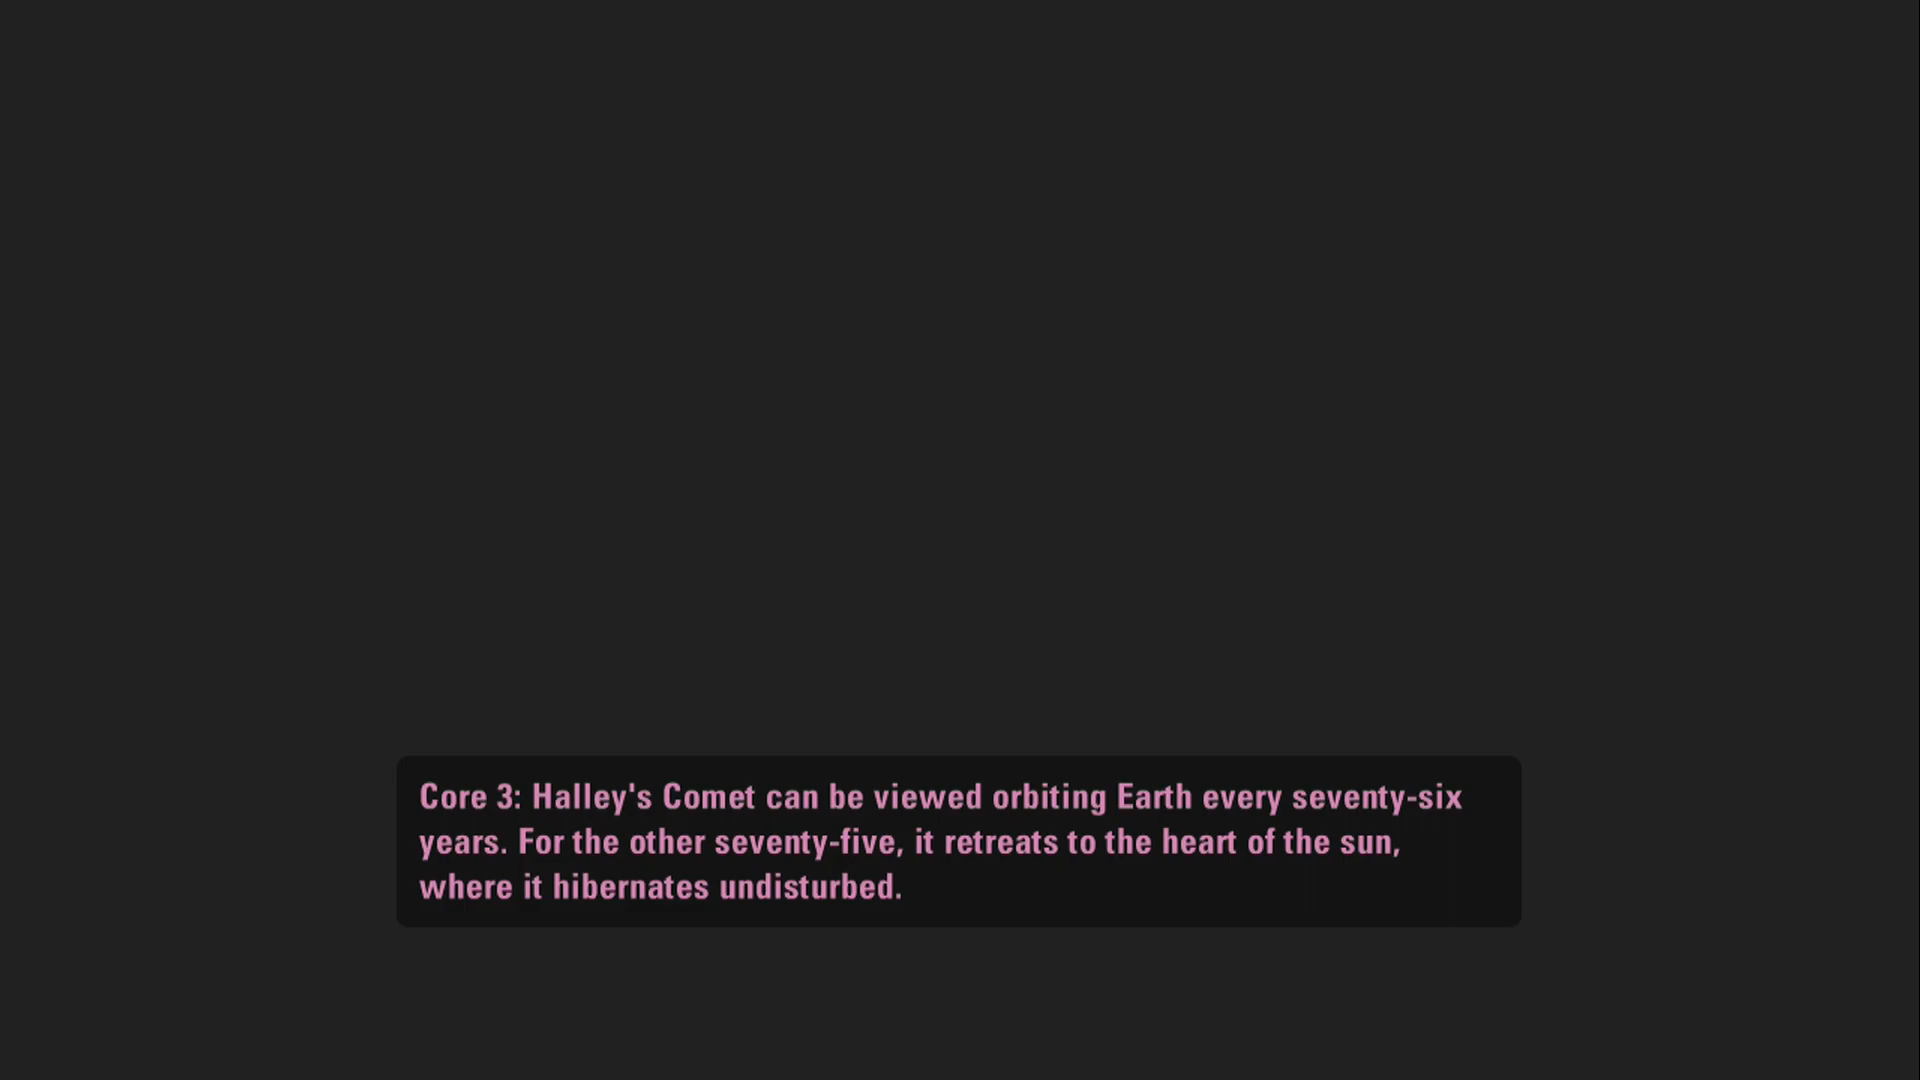 Core 3: Halley's Comet can be viewed orbiting Earth every seventy-six
years. For the other seventy-five, it retreats to the heart of the sun,
where it hibernates undisturbed.